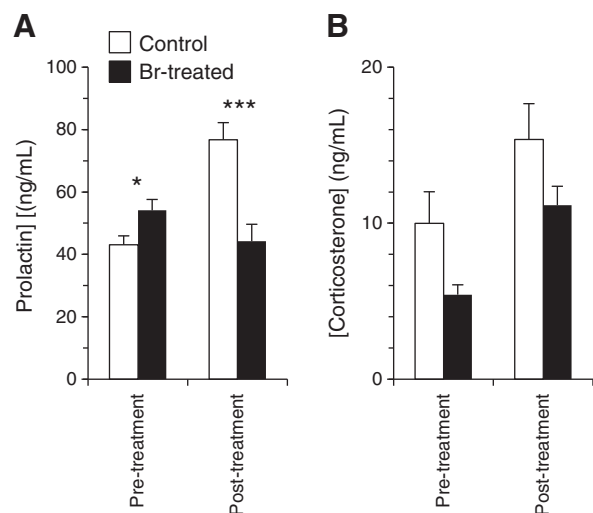 A
Control
Br-treated
Prolactin] [(ng/mL)
100
80
60
40
20
0
*
***
Pre-treatment
Post-treatment
B
[Corticosterone] (ng/mL)
20
10
0
Pre-treatment
Post-treatment